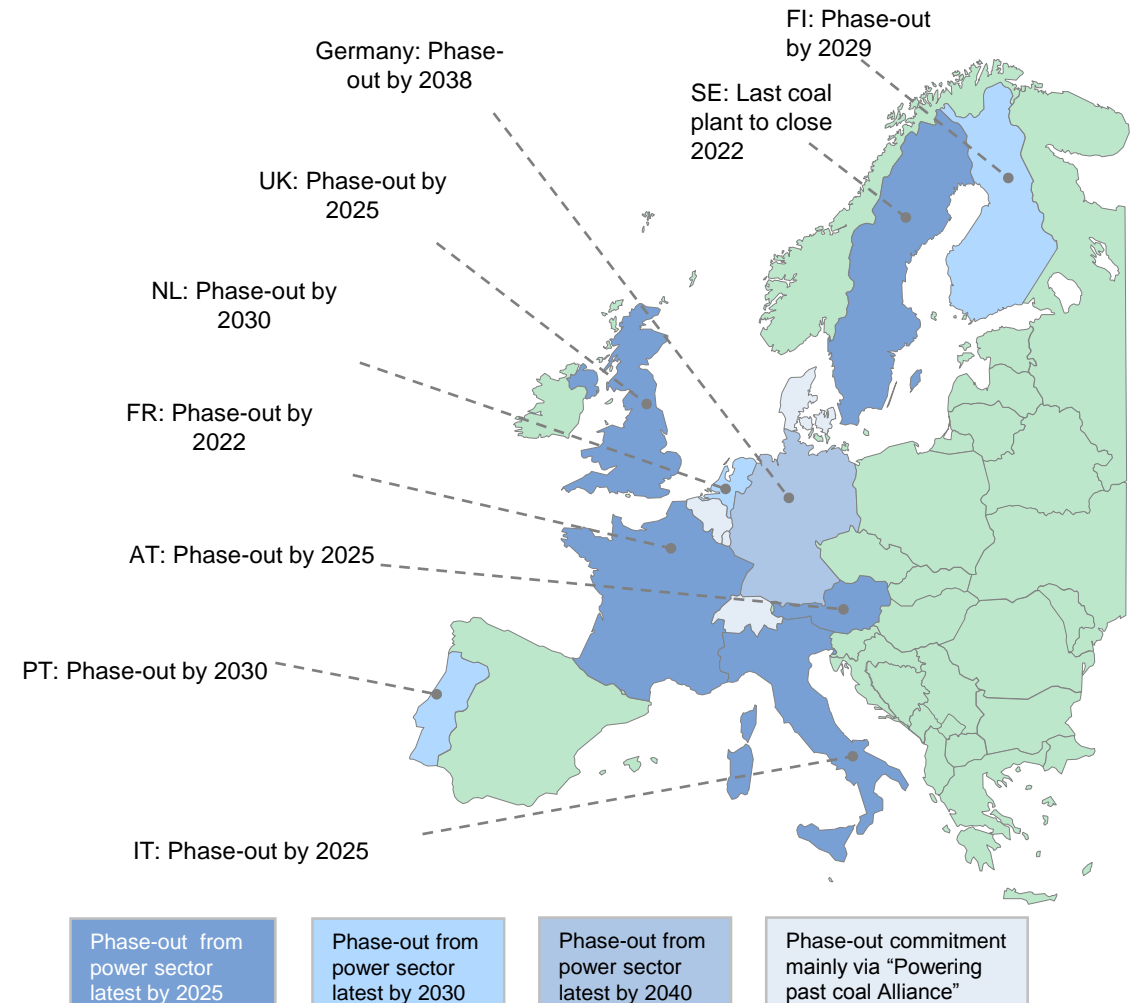 FI: Phase-out
by 2029
Germany: Phase-
out by 2038
SE: Last coal
plant to close
2022
UK: Phase-out by
2025
NL: Phase-out by
2030
FR: Phase-out by
2022
AT: Phase-out by 2025
PT: Phase-out by 2030
IT: Phase-out by 2025
Phase-out from
power sector
latest by 2025
Phase-out from
power sector
latest by 2030
Phase-out from
power sector
latest by 2040
Phase-out commitment
mainly via “Powering
past coal Alliance”